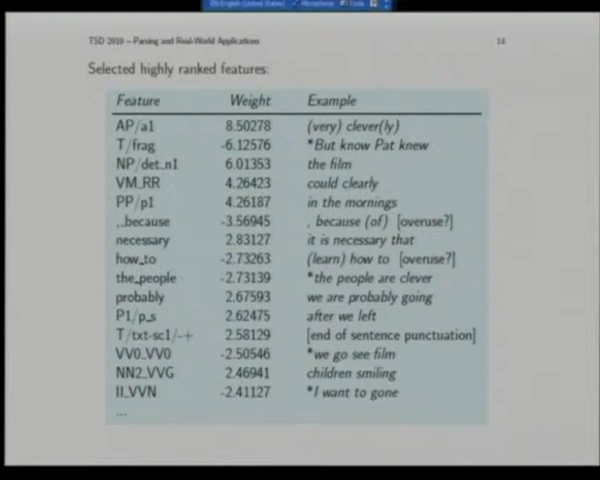 EN English (United States) Microphone Tools
TSD 2010 – Parsing and Real-World Applications 14
Selected highly ranked features:
Feature Weight Example
AP/a1 8.50278 (very) clever(ly)
T/frag -6.12576 *But know Pat knew
NP/det_n1 6.01353 the film
VM_RR 4.26423 could clearly
PP/p1 4.26187 in the mornings
,_because -3.56945 , because (of) [overuse?]
necessary 2.83127 it is necessary that
how_to -2.73263 (learn) how to [overuse?]
the_people -2.73139 *the people are clever
probably 2.67593 we are probably going
P1/p_s 2.62475 after we left
T/txt-sc1/-+ 2.58129 [end of sentence punctuation]
VV0_VV0 -2.50546 *we go see film
NN2_VVG 2.46941 children smiling
II_VVN -2.41127 *I want to gone
...